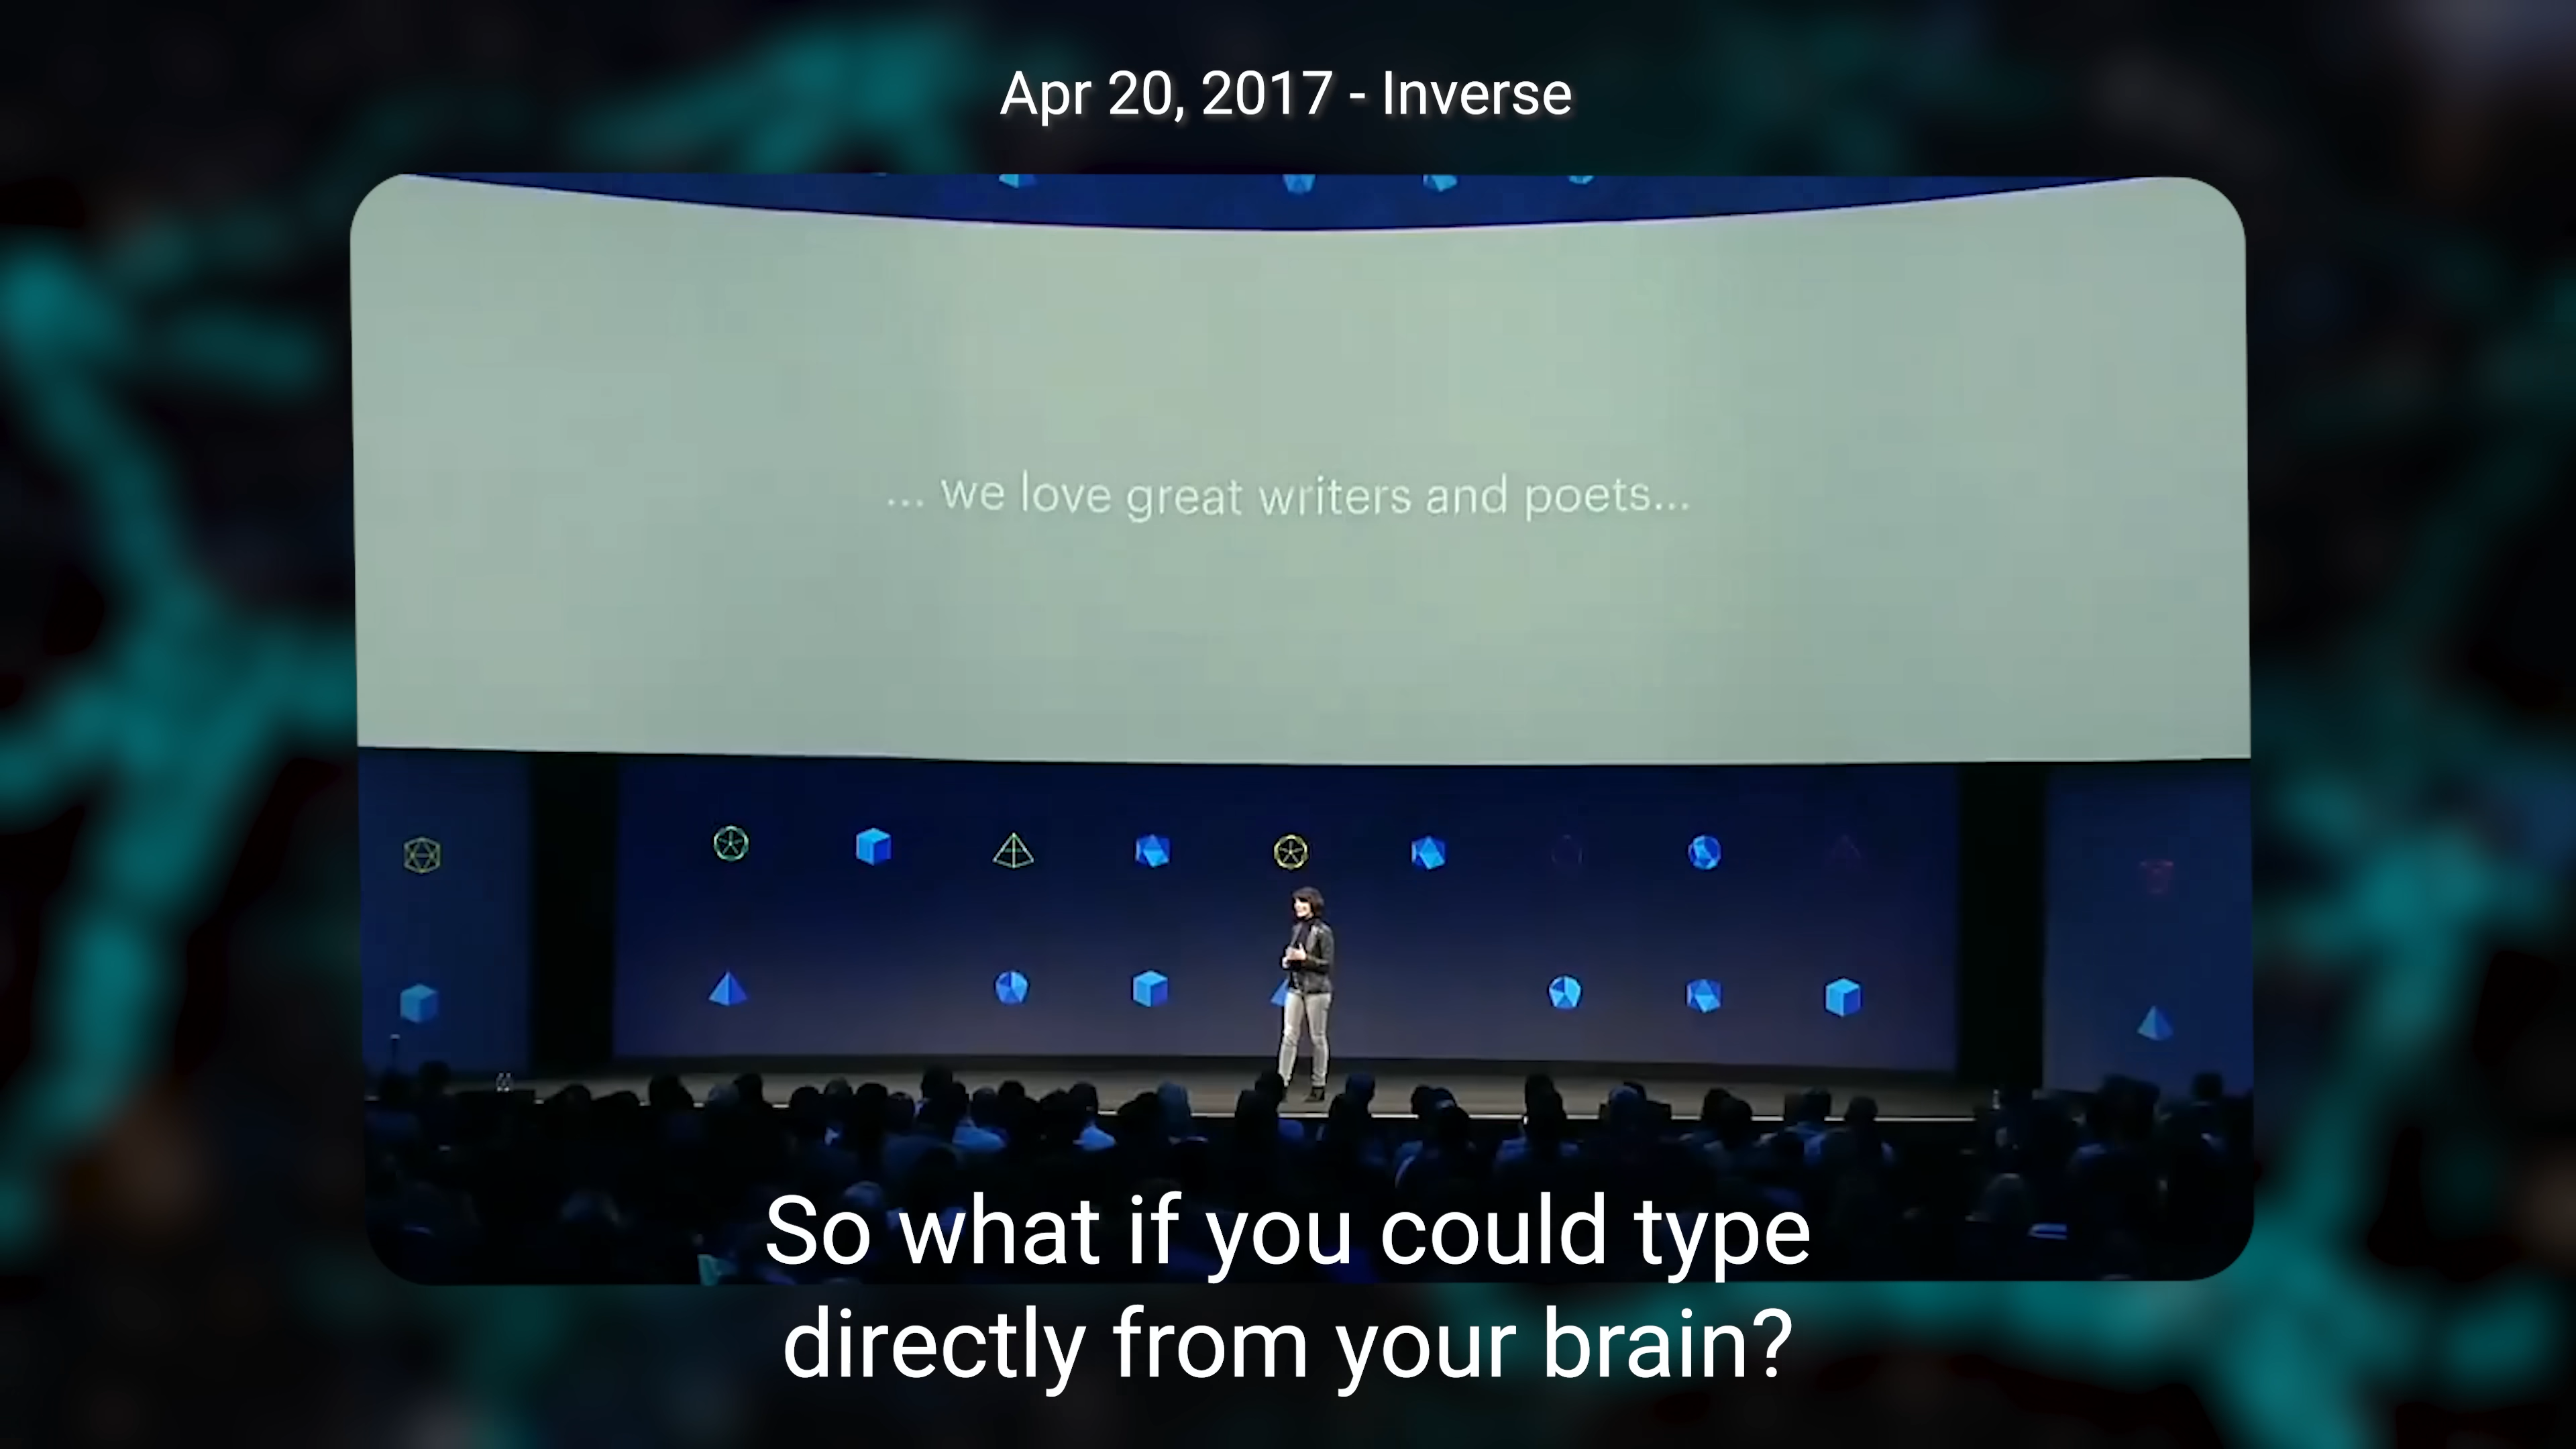 Apr 20, 2017 - Inverse
... we love great writers and poets...
So what if you could type
directly from your brain?